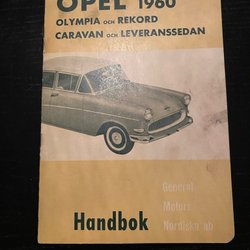 OPEL 1960
OLYMPIA OCH REKORD
CARAVAN OCH LEVERANSSEDAN
General
Motors
Nordiska ab
Handbok